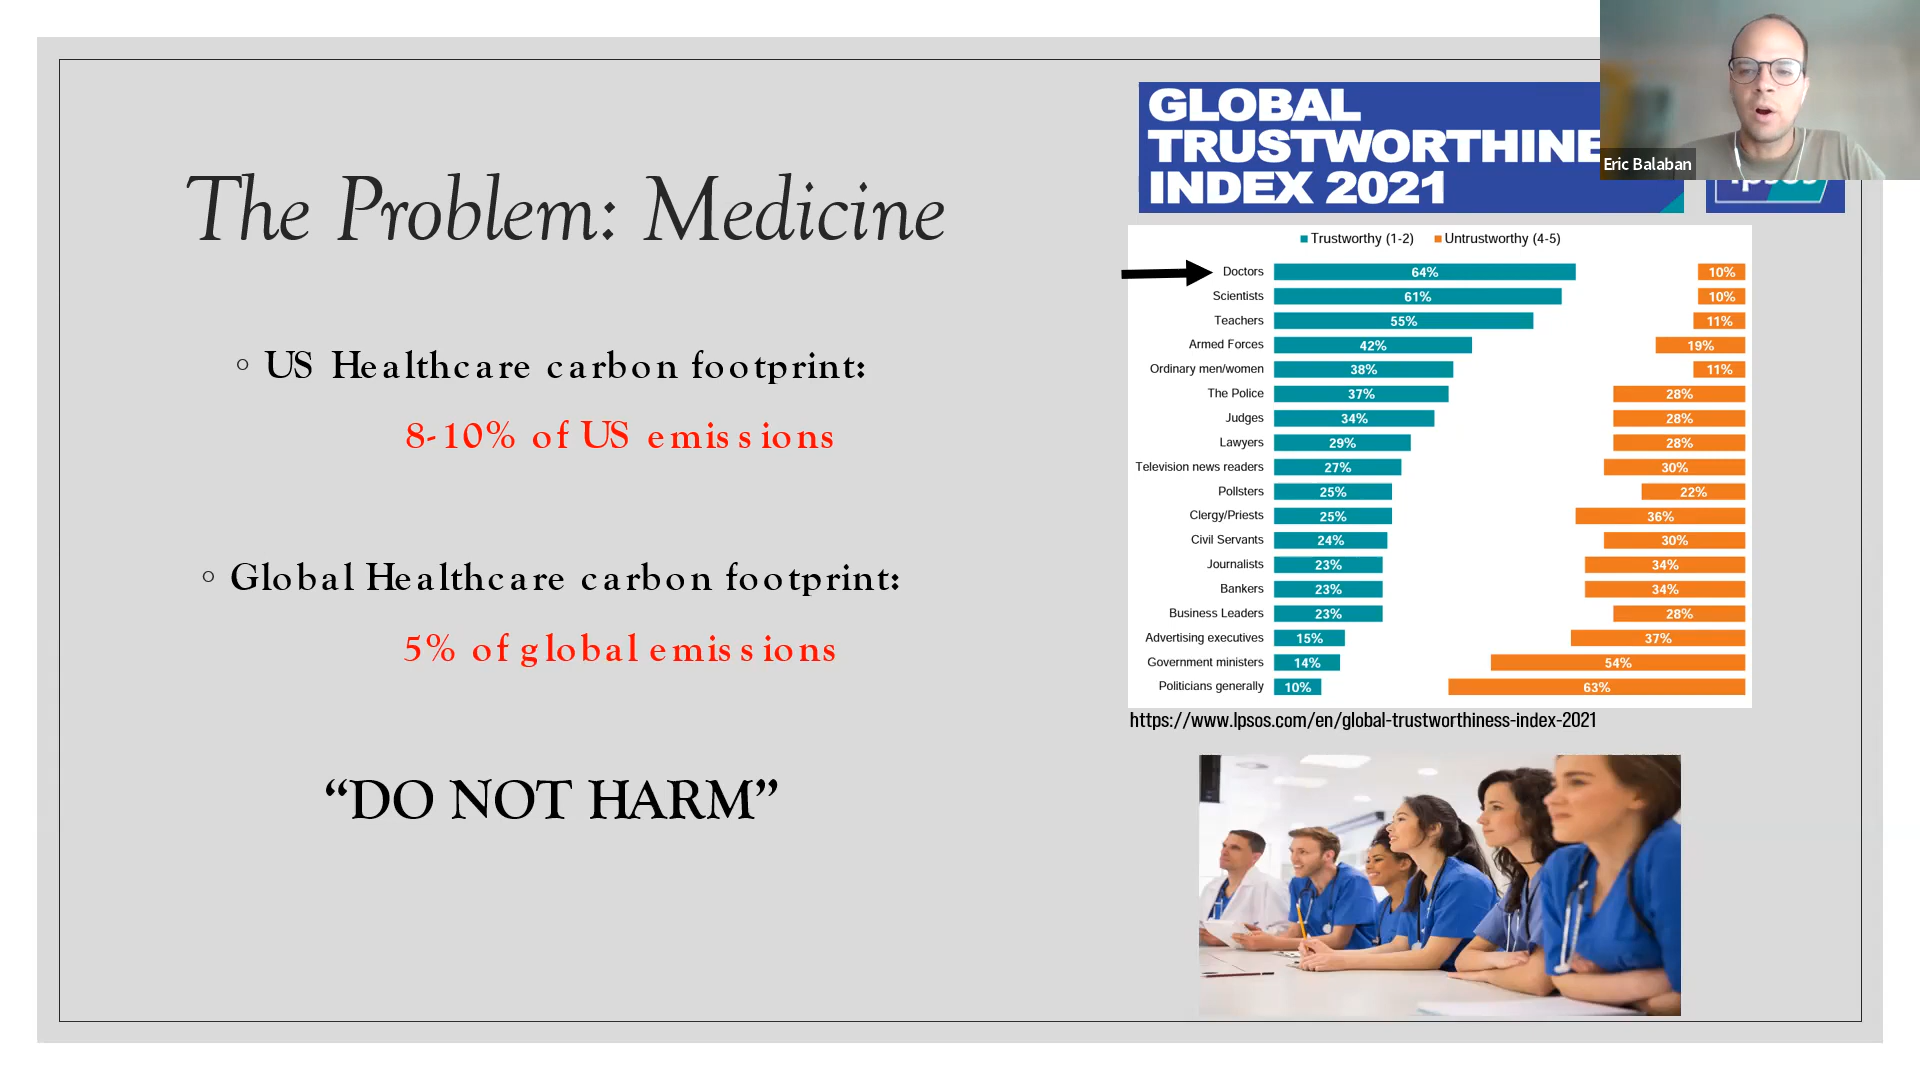 The Problem: Medicine
◦ US Healthcare carbon footprint:
8-10% of US emissions
◦ Global Healthcare carbon footprint:
5% of global emissions
“DO NOT HARM”
GLOBAL
TRUSTWORTHINE
INDEX 2021
Ipsos
Eric Balaban
Trustworthy (1-2) Untrustworthy (4-5)
Doctors 64% 10%
Scientists 61% 10%
Teachers 55% 11%
Armed Forces 42% 19%
Ordinary men/women 38% 11%
The Police 37% 28%
Judges 34% 28%
Lawyers 29% 28%
Television news readers 27% 30%
Pollsters 25% 22%
Clergy/Priests 25% 36%
Civil Servants 24% 30%
Journalists 23% 34%
Bankers 23% 34%
Business Leaders 23% 28%
Advertising executives 15% 37%
Government ministers 14% 54%
Politicians generally 10% 63%
https://www.Ipsos.com/en/global-trustworthiness-index-2021